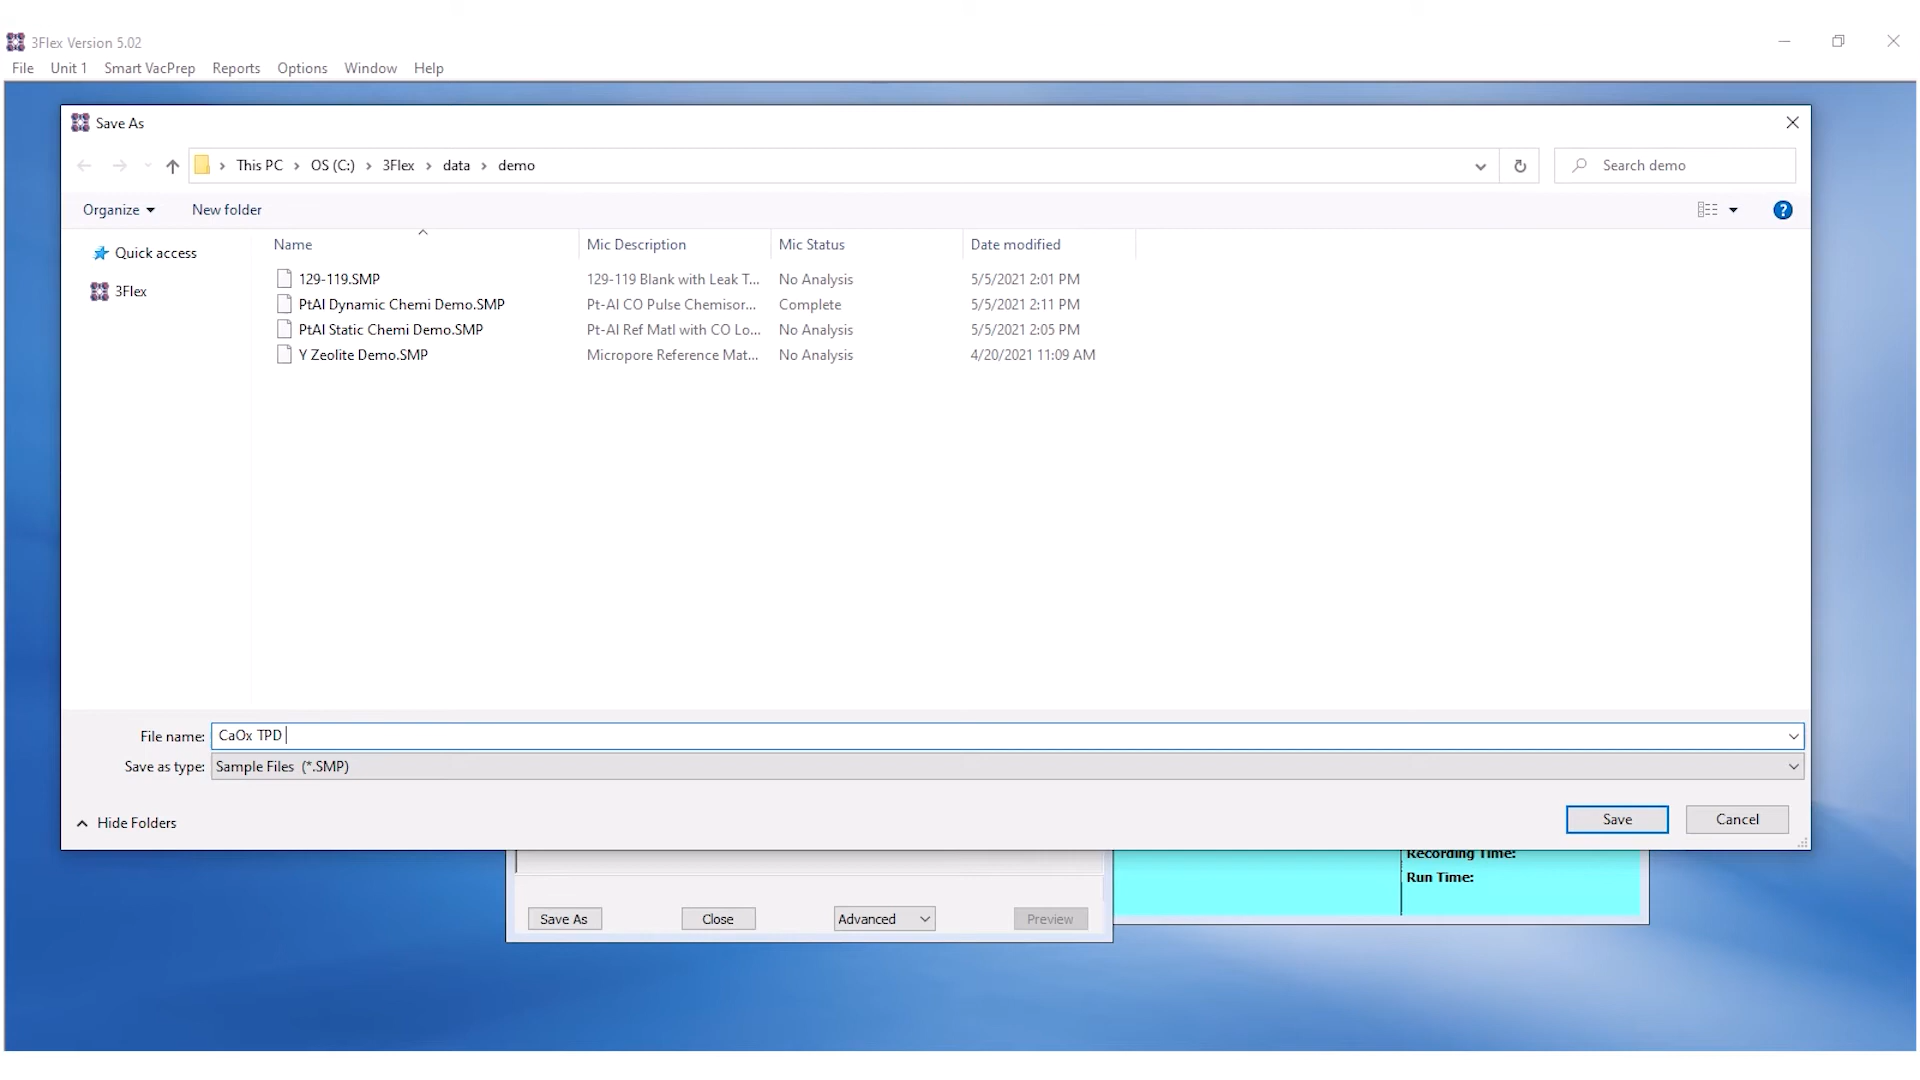 3Flex Version 5.02
File Unit 1 Smart VacPrep Reports Options Window Help
Save As
This PC OS (C:) 3Flex data demo
Search demo
Organize New folder
Quick access
3Flex
Name Mic Description Mic Status Date modified
129-119.SMP 129-119 Blank with Leak T... No Analysis 5/5/2021 2:01 PM
PtAl Dynamic Chemi Demo.SMP Pt-Al CO Pulse Chemisor... Complete 5/5/2021 2:11 PM
PtAl Static Chemi Demo.SMP Pt-Al Ref Matl with CO Lo... No Analysis 5/5/2021 2:05 PM
Y Zeolite Demo.SMP Micropore Reference Mat... No Analysis 4/20/2021 11:09 AM
File name: CaOx TPD
Save as type: Sample Files (*.SMP)
Hide Folders
Save Cancel
Recording Time:
Run Time:
Save As Close Advanced Preview